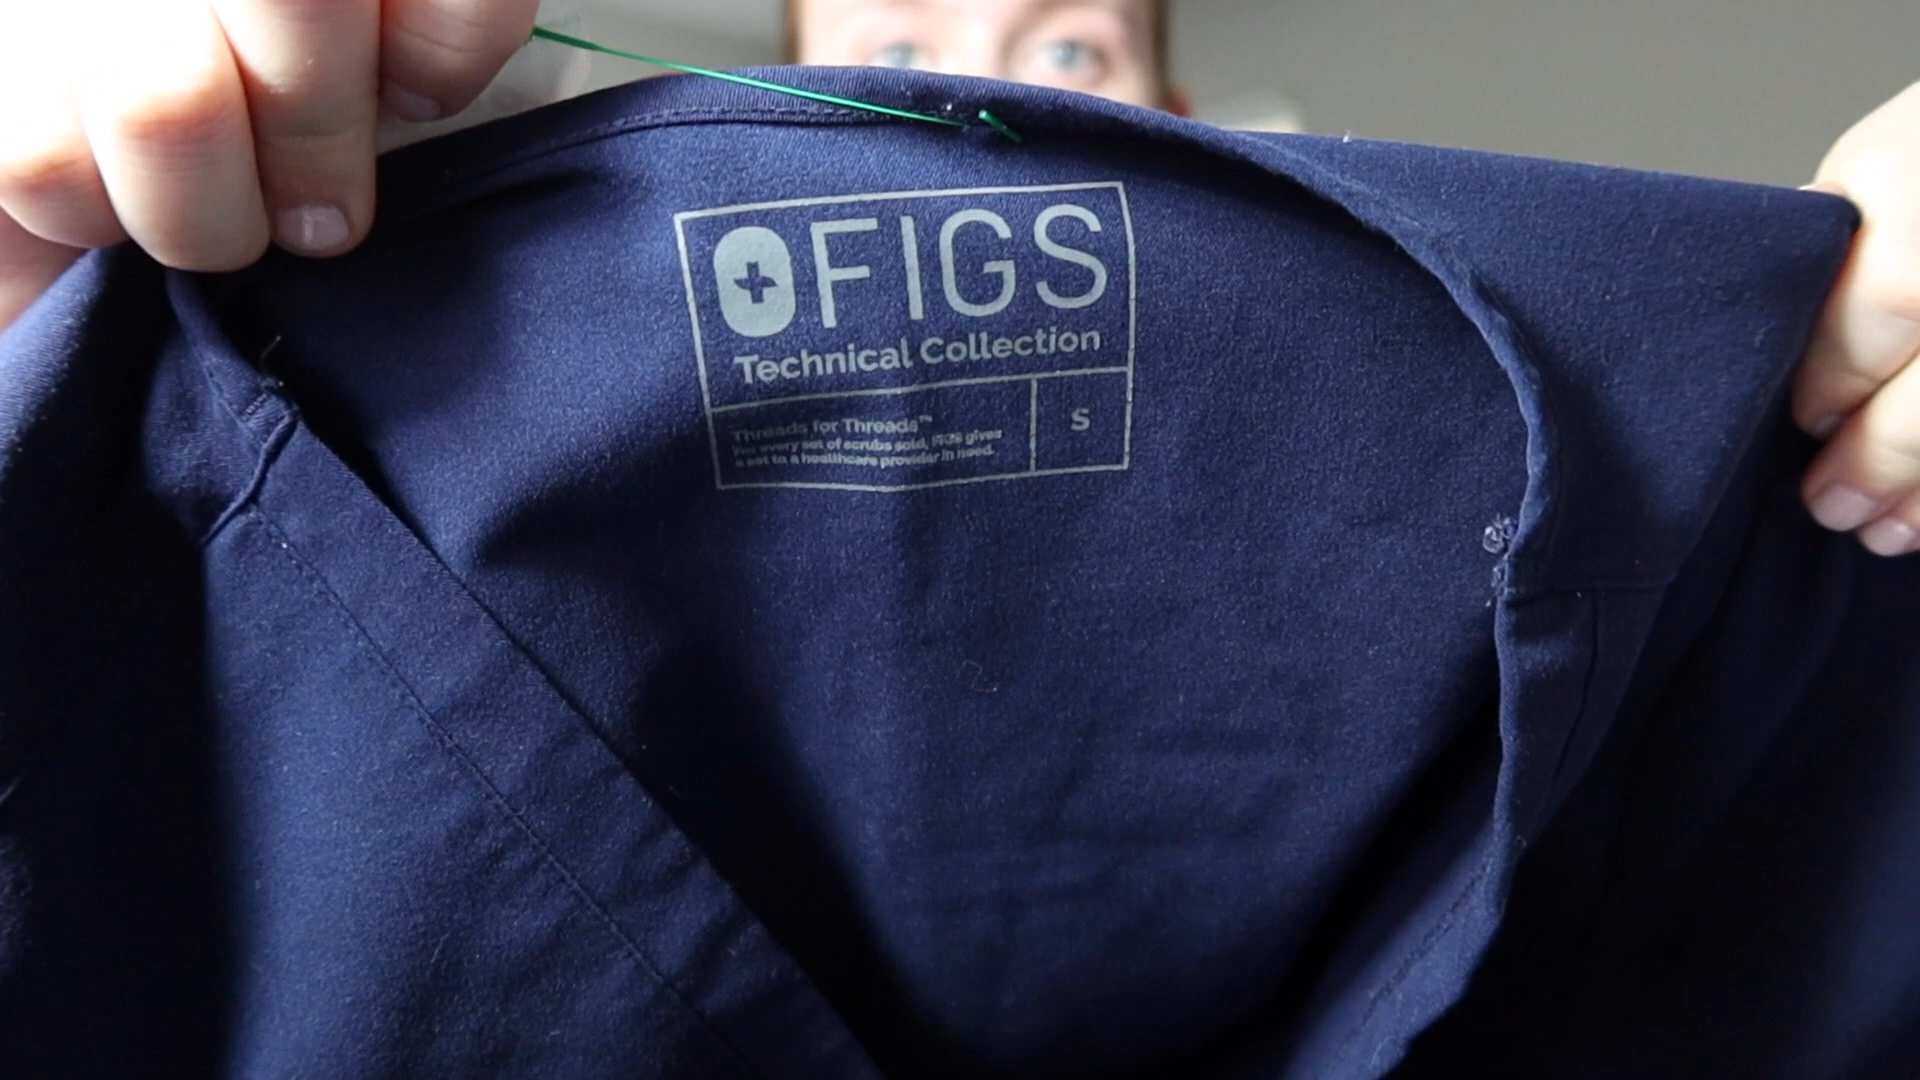 FIGS
Technical Collection
Threads for Threads™
S
For every set of scrubs sold, FIGS gives
a set to a healthcare provider in need.